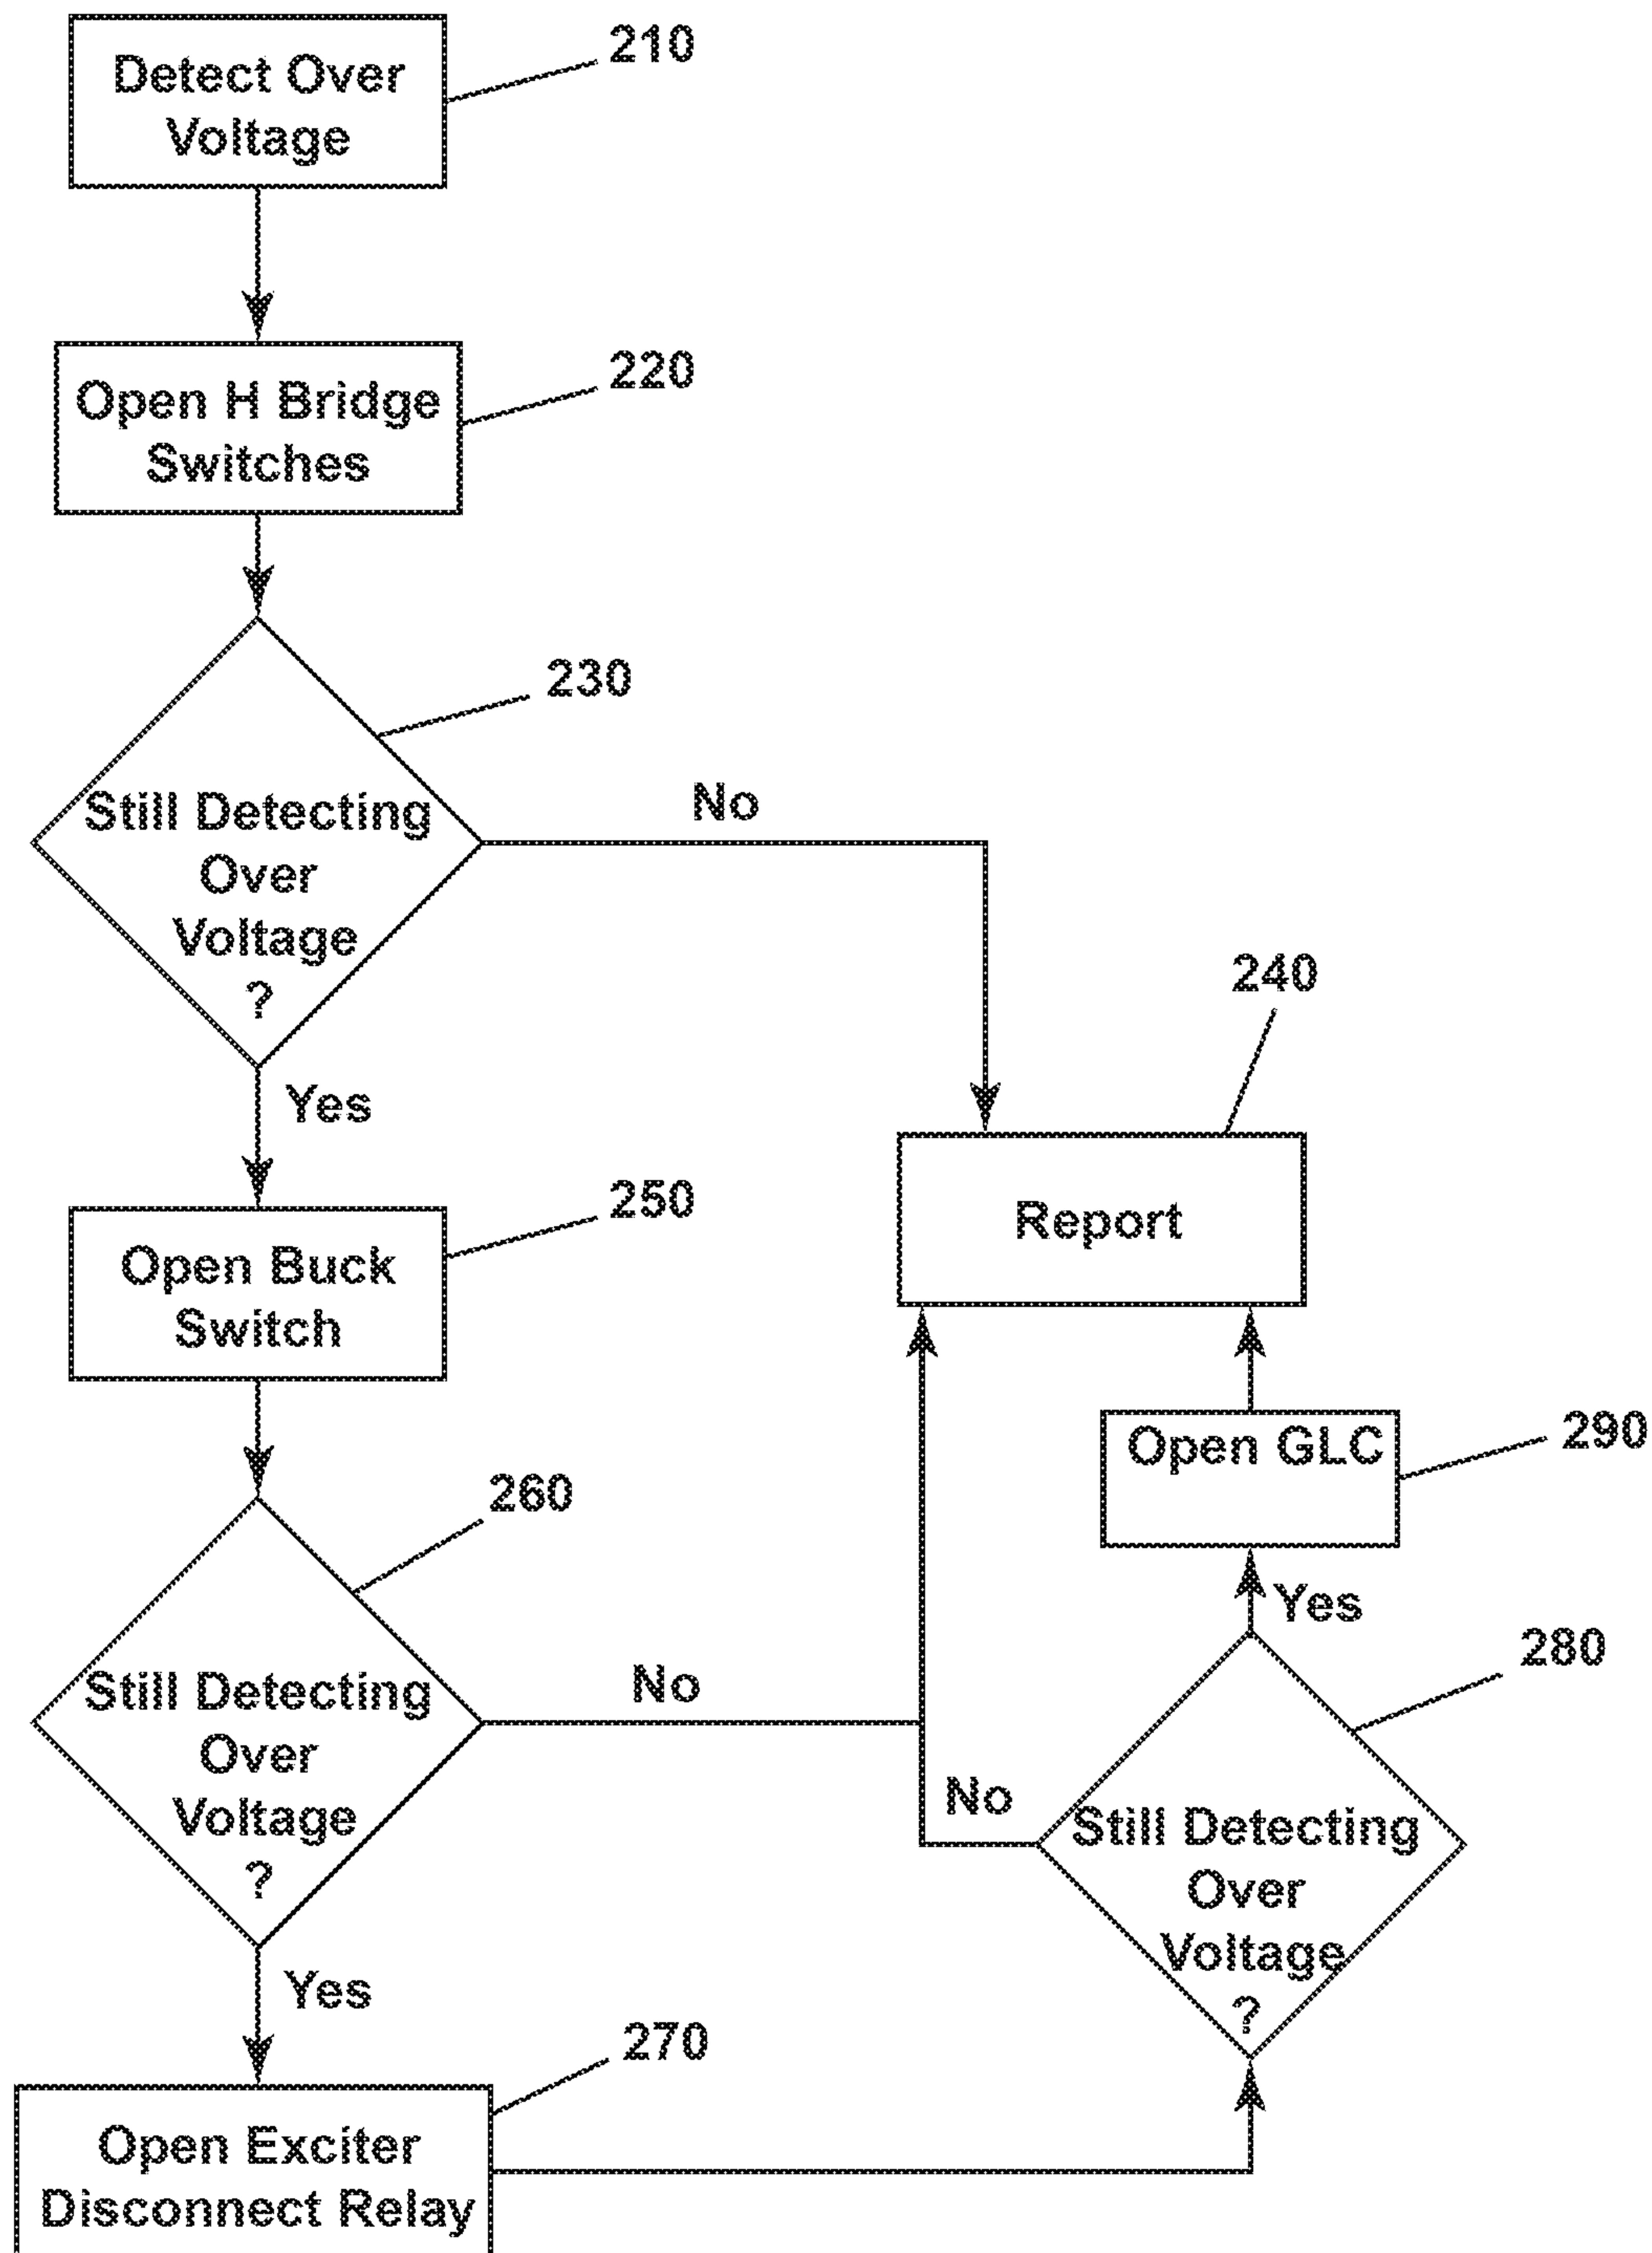 Detect Over
Voltage
210
Open H Bridge
Switches
220
230
Still Detecting
Over
Voltage
?
No
Yes
240
Report
250
Open Buck
Switch
260
Still Detecting
Over
Voltage
?
No
Yes
270
Open Exciter
Disconnect Relay
280
Still Detecting
Over
Voltage
?
No
Yes
Open GLC
290